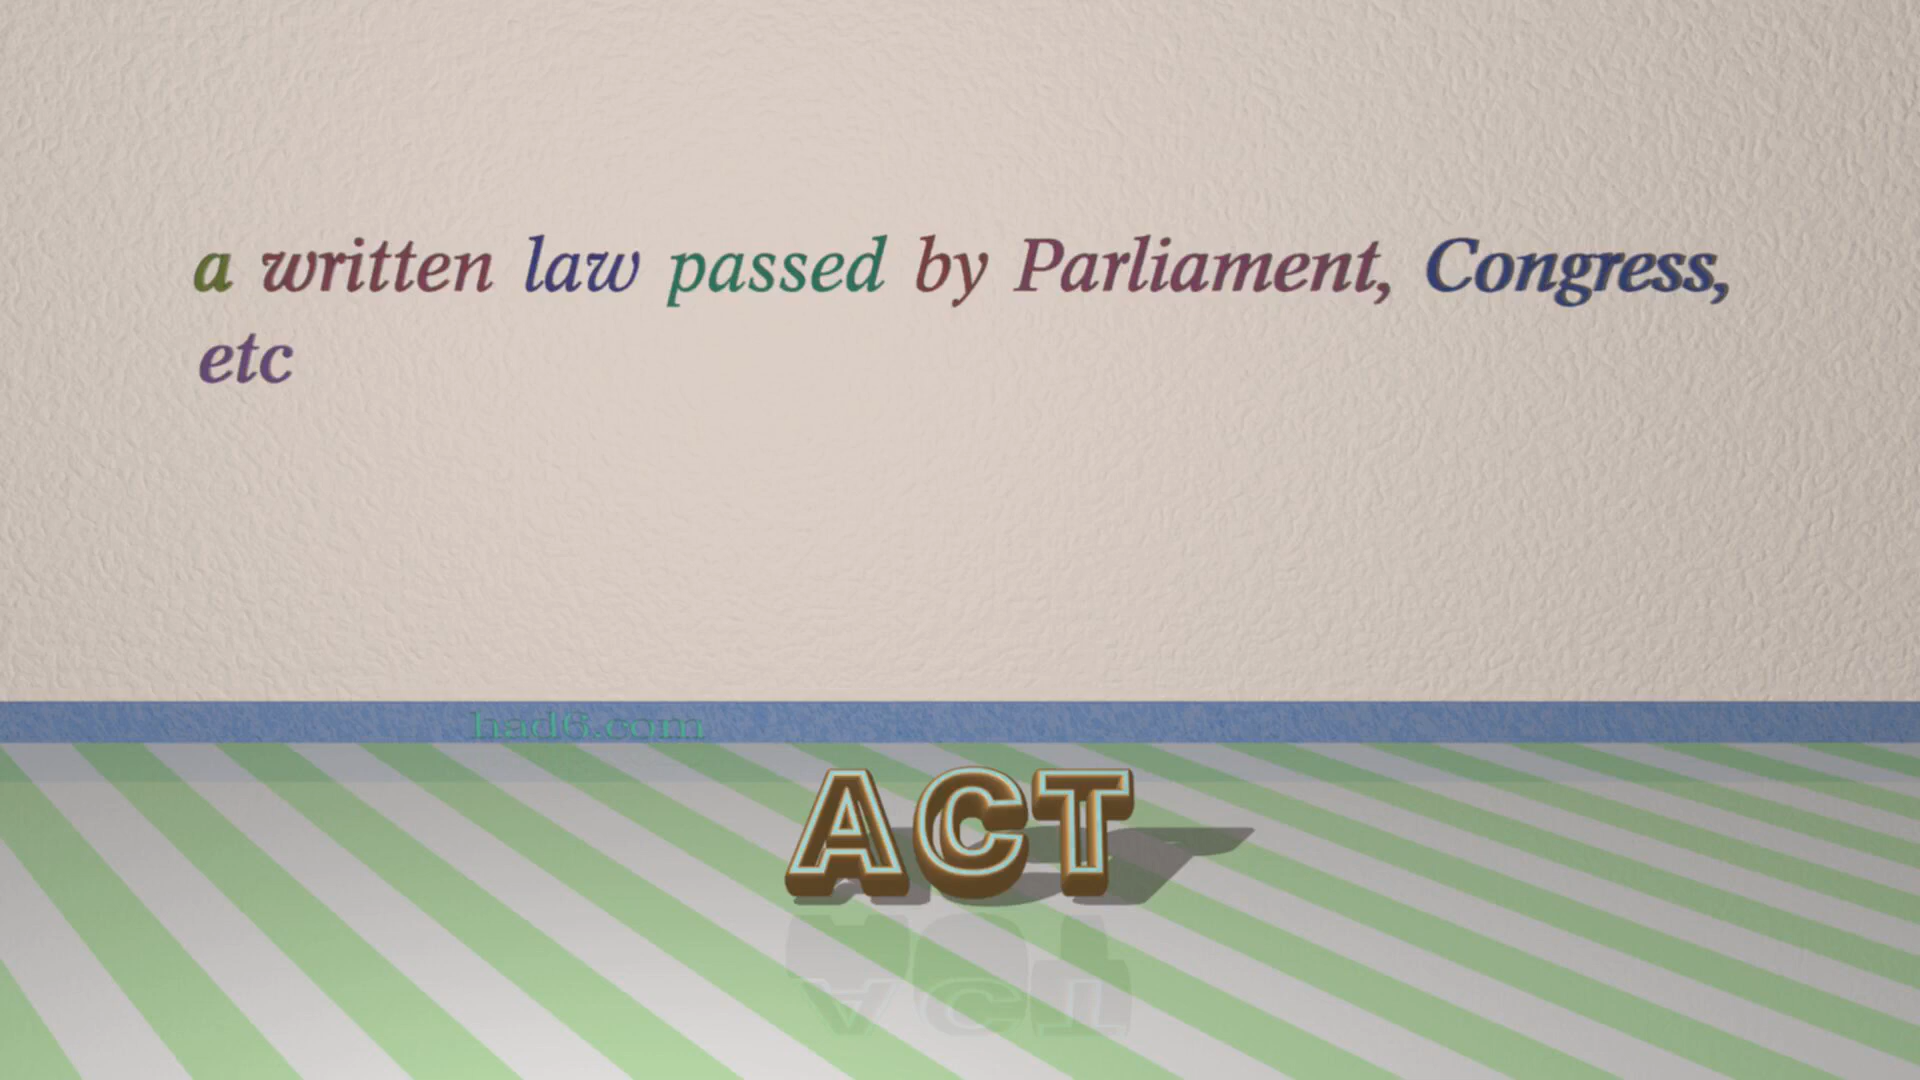 a written law passed by Parliament, Congress,
etc
had6.com
ACT